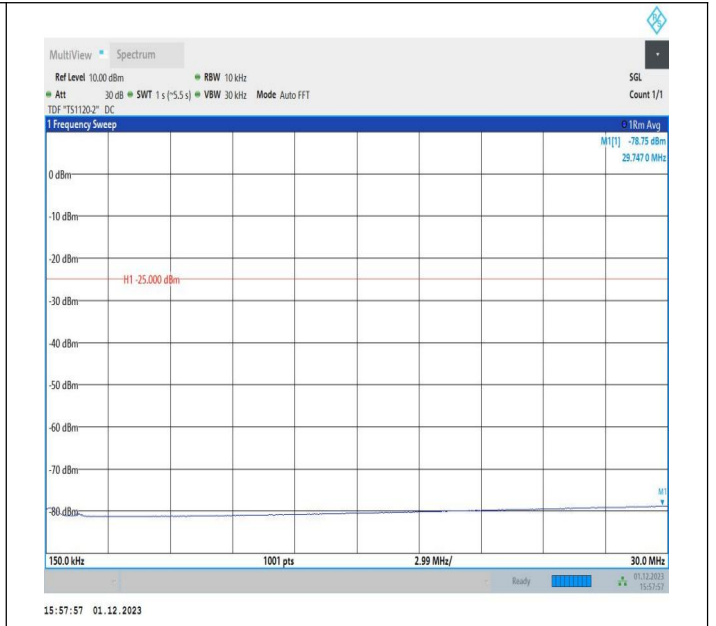 R S
MultiView Spectrum
Ref Level 10.00 dBm RBW 10 kHz SGL
Att 30 dB SWT 1 s (~5.5 s) VBW 30 kHz Mode Auto FFT Count 1/1
TDF "TS1120-2" DC
1 Frequency Sweep 1Rm Avg
M1[1] -78.75 dBm
29.747 0 MHz
0 dBm
-10 dBm
-20 dBm
H1 -25.000 dBm
-30 dBm
-40 dBm
-50 dBm
-60 dBm
-70 dBm
M1
-80 dBm
150.0 kHz 1001 pts 2.99 MHz/ 30.0 MHz
Ready 01.12.2023
15:57:57
15:57:57 01.12.2023